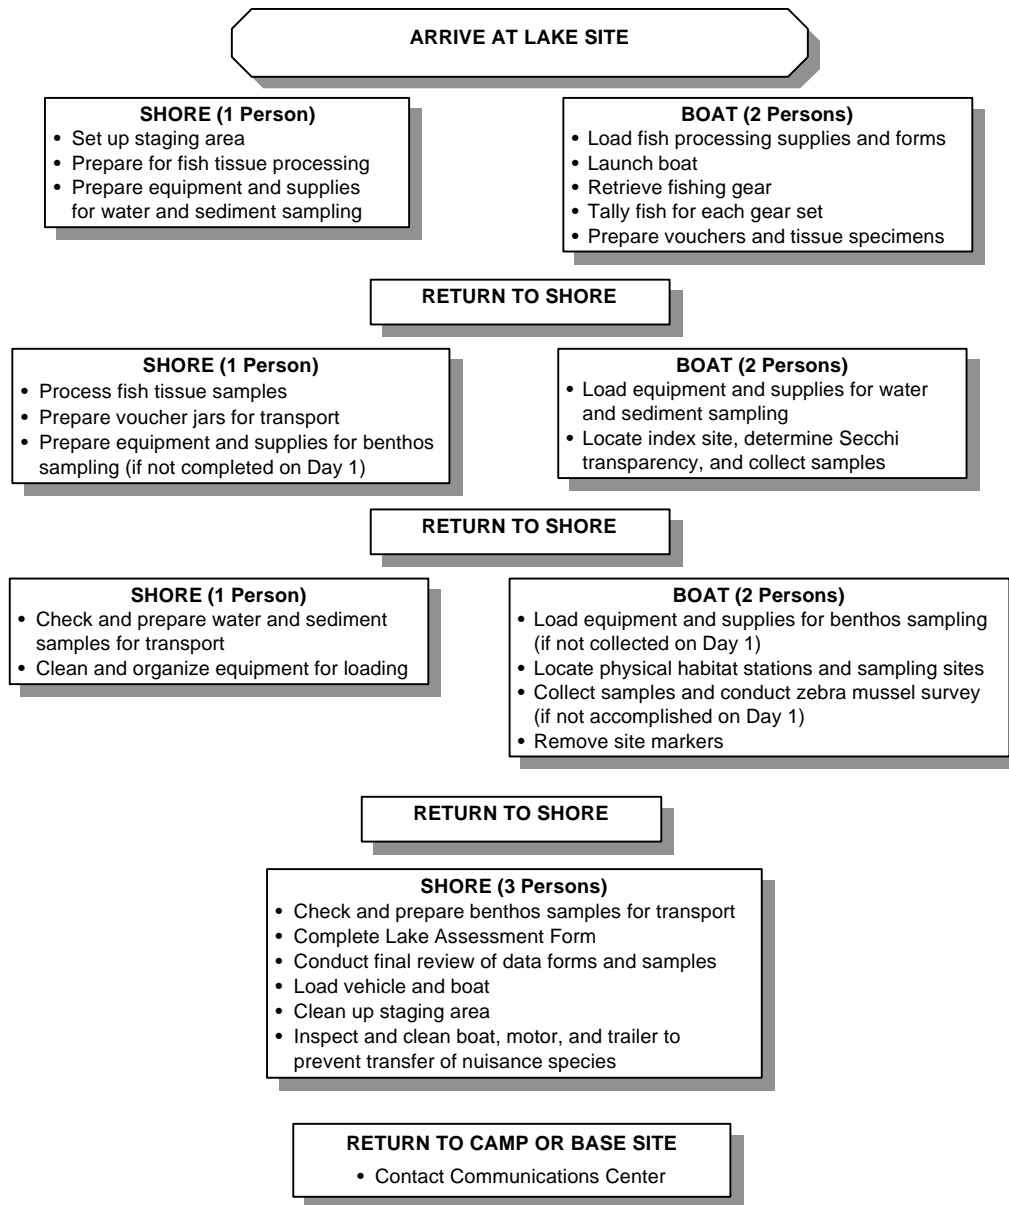 ARRIVE AT LAKE SITE
SHORE (1 Person)
• Set up staging area
• Prepare for fish tissue processing
• Prepare equipment and supplies
for water and sediment sampling
BOAT (2 Persons)
• Load fish processing supplies and forms
• Launch boat
• Retrieve fishing gear
• Tally fish for each gear set
• Prepare vouchers and tissue specimens
RETURN TO SHORE
SHORE (1 Person)
• Process fish tissue samples
• Prepare voucher jars for transport
• Prepare equipment and supplies for benthos
sampling (if not completed on Day 1)
BOAT (2 Persons)
• Load equipment and supplies for water
and sediment sampling
• Locate index site, determine Secchi
transparency, and collect samples
RETURN TO SHORE
SHORE (1 Person)
• Check and prepare water and sediment
samples for transport
• Clean and organize equipment for loading
BOAT (2 Persons)
• Load equipment and supplies for benthos sampling
(if not collected on Day 1)
• Locate physical habitat stations and sampling sites
• Collect samples and conduct zebra mussel survey
(if not accomplished on Day 1)
• Remove site markers
RETURN TO SHORE
SHORE (3 Persons)
• Check and prepare benthos samples for transport
• Complete Lake Assessment Form
• Conduct final review of data forms and samples
• Load vehicle and boat
• Clean up staging area
• Inspect and clean boat, motor, and trailer to
prevent transfer of nuisance species
RETURN TO CAMP OR BASE SITE
• Contact Communications Center